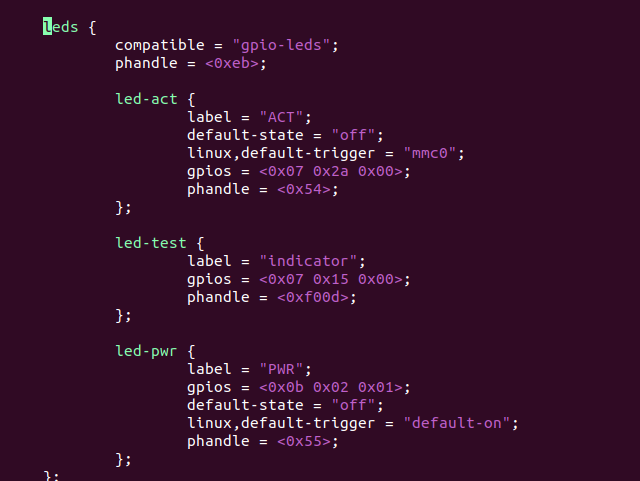 leds {
compatible = "gpio-leds";
phandle = <0xeb>;
led-act {
label = "ACT";
default-state = "off";
linux,default-trigger = "mmc0";
gpios = <0x07 0x2a 0x00>;
phandle = <0x54>;
};
led-test {
label = "indicator";
gpios = <0x07 0x15 0x00>;
phandle = <0xf00d>;
};
led-pwr {
label = "PWR";
gpios = <0x0b 0x02 0x01>;
default-state = "off";
linux,default-trigger = "default-on";
phandle = <0x55>;
};
};